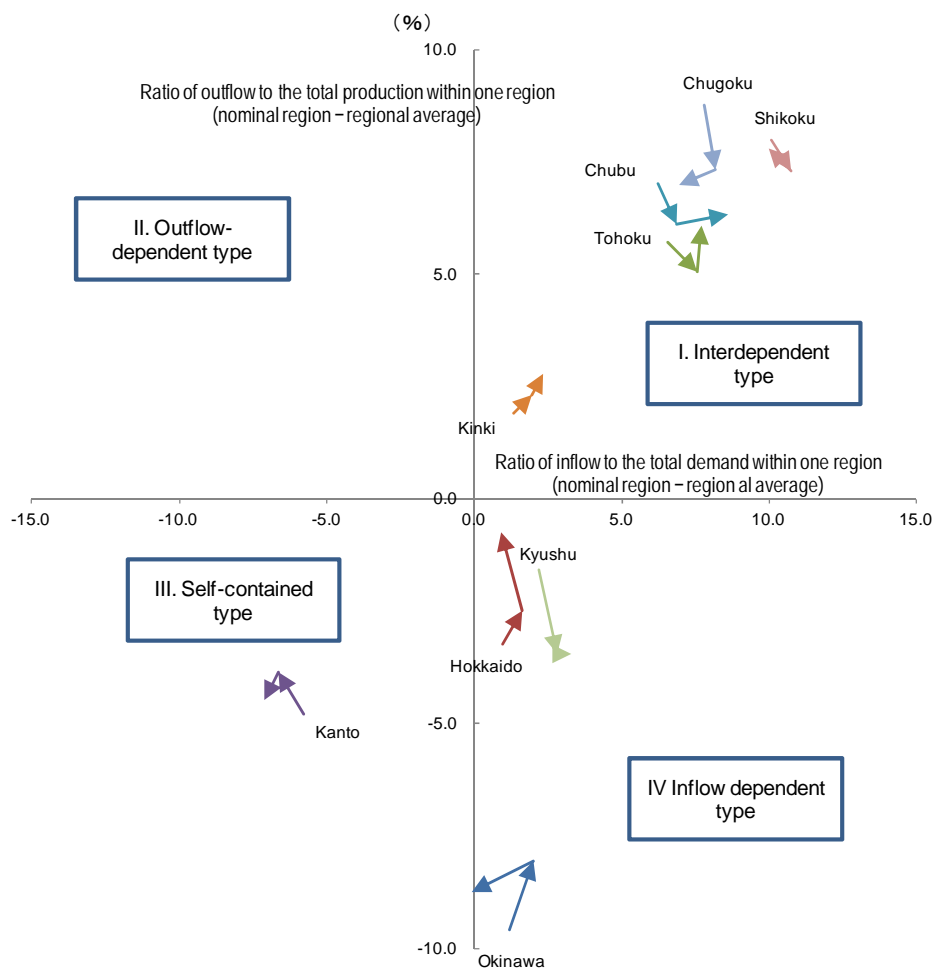 （%）
10.0
Ratio of outflow to the total production within one region
(nominal region－regional average)
Chugoku
Shikoku
Chubu
II. Outflow-
dependent type
Tohoku
5.0
I. Interdependent
type
Kinki
Ratio of inflow to the total demand within one region
(nominal region－region al average)
0.0
-15.0
-10.0
-5.0
0.0
5.0
10.0
15.0
Kyushu
III. Self-contained
type
Hokkaido
Kanto
-5.0
IV Inflow dependent
type
-10.0
Okinawa